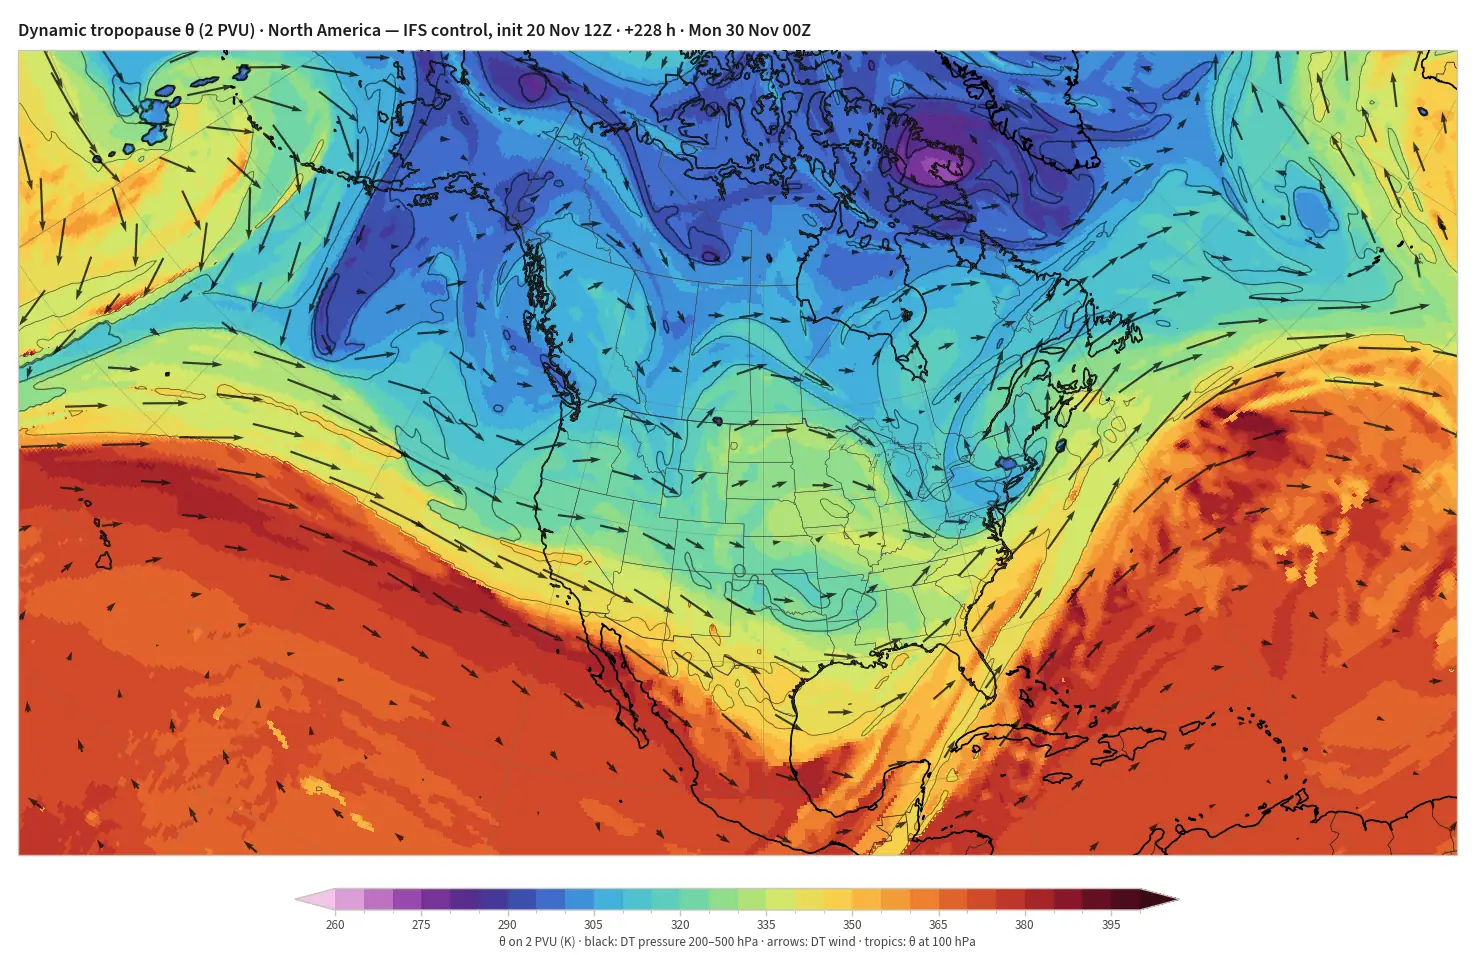 Dynamic tropopause θ (2 PVU) · North America — IFS control, init 20 Nov 12Z · +228 h · Mon 30 Nov 00Z
260 275 290 305 320 335 350 365 380 395
θ on 2 PVU (K) · black: DT pressure 200–500 hPa · arrows: DT wind · tropics: θ at 100 hPa